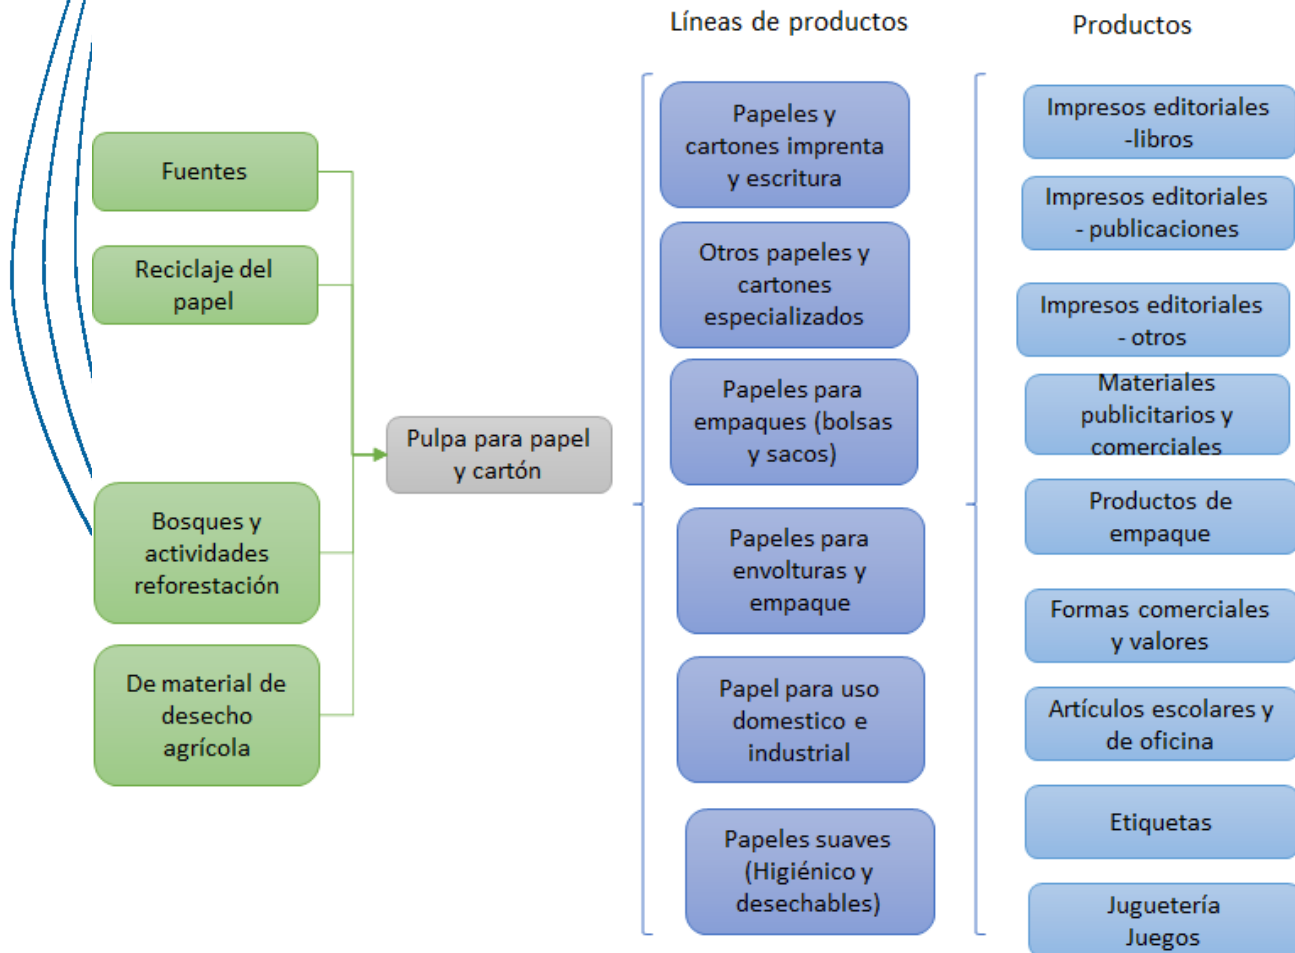 Líneas de productos
Productos
Fuentes
Reciclaje del
papel
Bosques y
actividades
reforestación
De material de
desecho
agrícola
Pulpa para papel
y cartón
Papeles y
cartones imprenta
y escritura
Otros papeles y
cartones
especializados
Papeles para
empaques (bolsas
y sacos)
Papeles para
envolturas y
empaque
Papel para uso
domestico e
industrial
Papeles suaves
(Higiénico y
desechables)
Impresos editoriales
-libros
Impresos editoriales
- publicaciones
Impresos editoriales
- otros
Materiales
publicitarios y
comerciales
Productos de
empaque
Formas comerciales
y valores
Artículos escolares y
de oficina
Etiquetas
Juguetería
Juegos